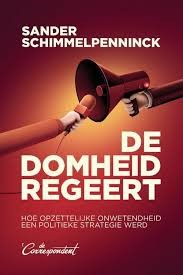 SANDER
SCHIMMELPENNINCK
DE
DOMHEID
REGEERT
HOE OPZETTELIJKE ONWETENDHEID
EEN POLITIEKE STRATEGIE WERD
de
Correspondent